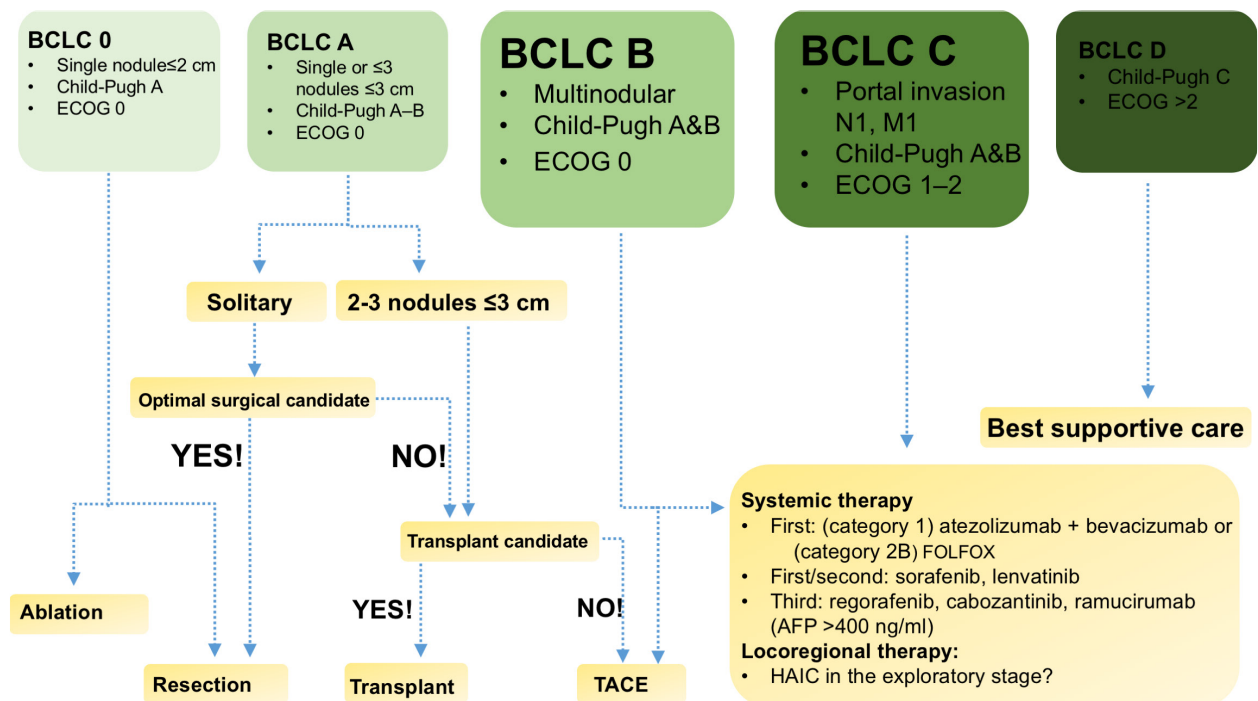 BCLC 0
• Single nodule≤2 cm
• Child-Pugh A
• ECOG 0
BCLC A
• Single or ≤3
nodules ≤3 cm
• Child-Pugh A–B
• ECOG 0
BCLC B
• Multinodular
• Child-Pugh A&B
• ECOG 0
BCLC C
• Portal invasion
N1, M1
• Child-Pugh A&B
• ECOG 1–2
BCLC D
• Child-Pugh C
• ECOG >2
Solitary
2-3 nodules ≤3 cm
Optimal surgical candidate
YES!
NO!
Transplant candidate
YES!
NO!
Ablation
Resection
Transplant
TACE
Best supportive care
Systemic therapy
• First: (category 1) atezolizumab + bevacizumab or
(category 2B) FOLFOX
• First/second: sorafenib, lenvatinib
• Third: regorafenib, cabozantinib, ramucirumab
(AFP >400 ng/ml)
Locoregional therapy:
• HAIC in the exploratory stage?